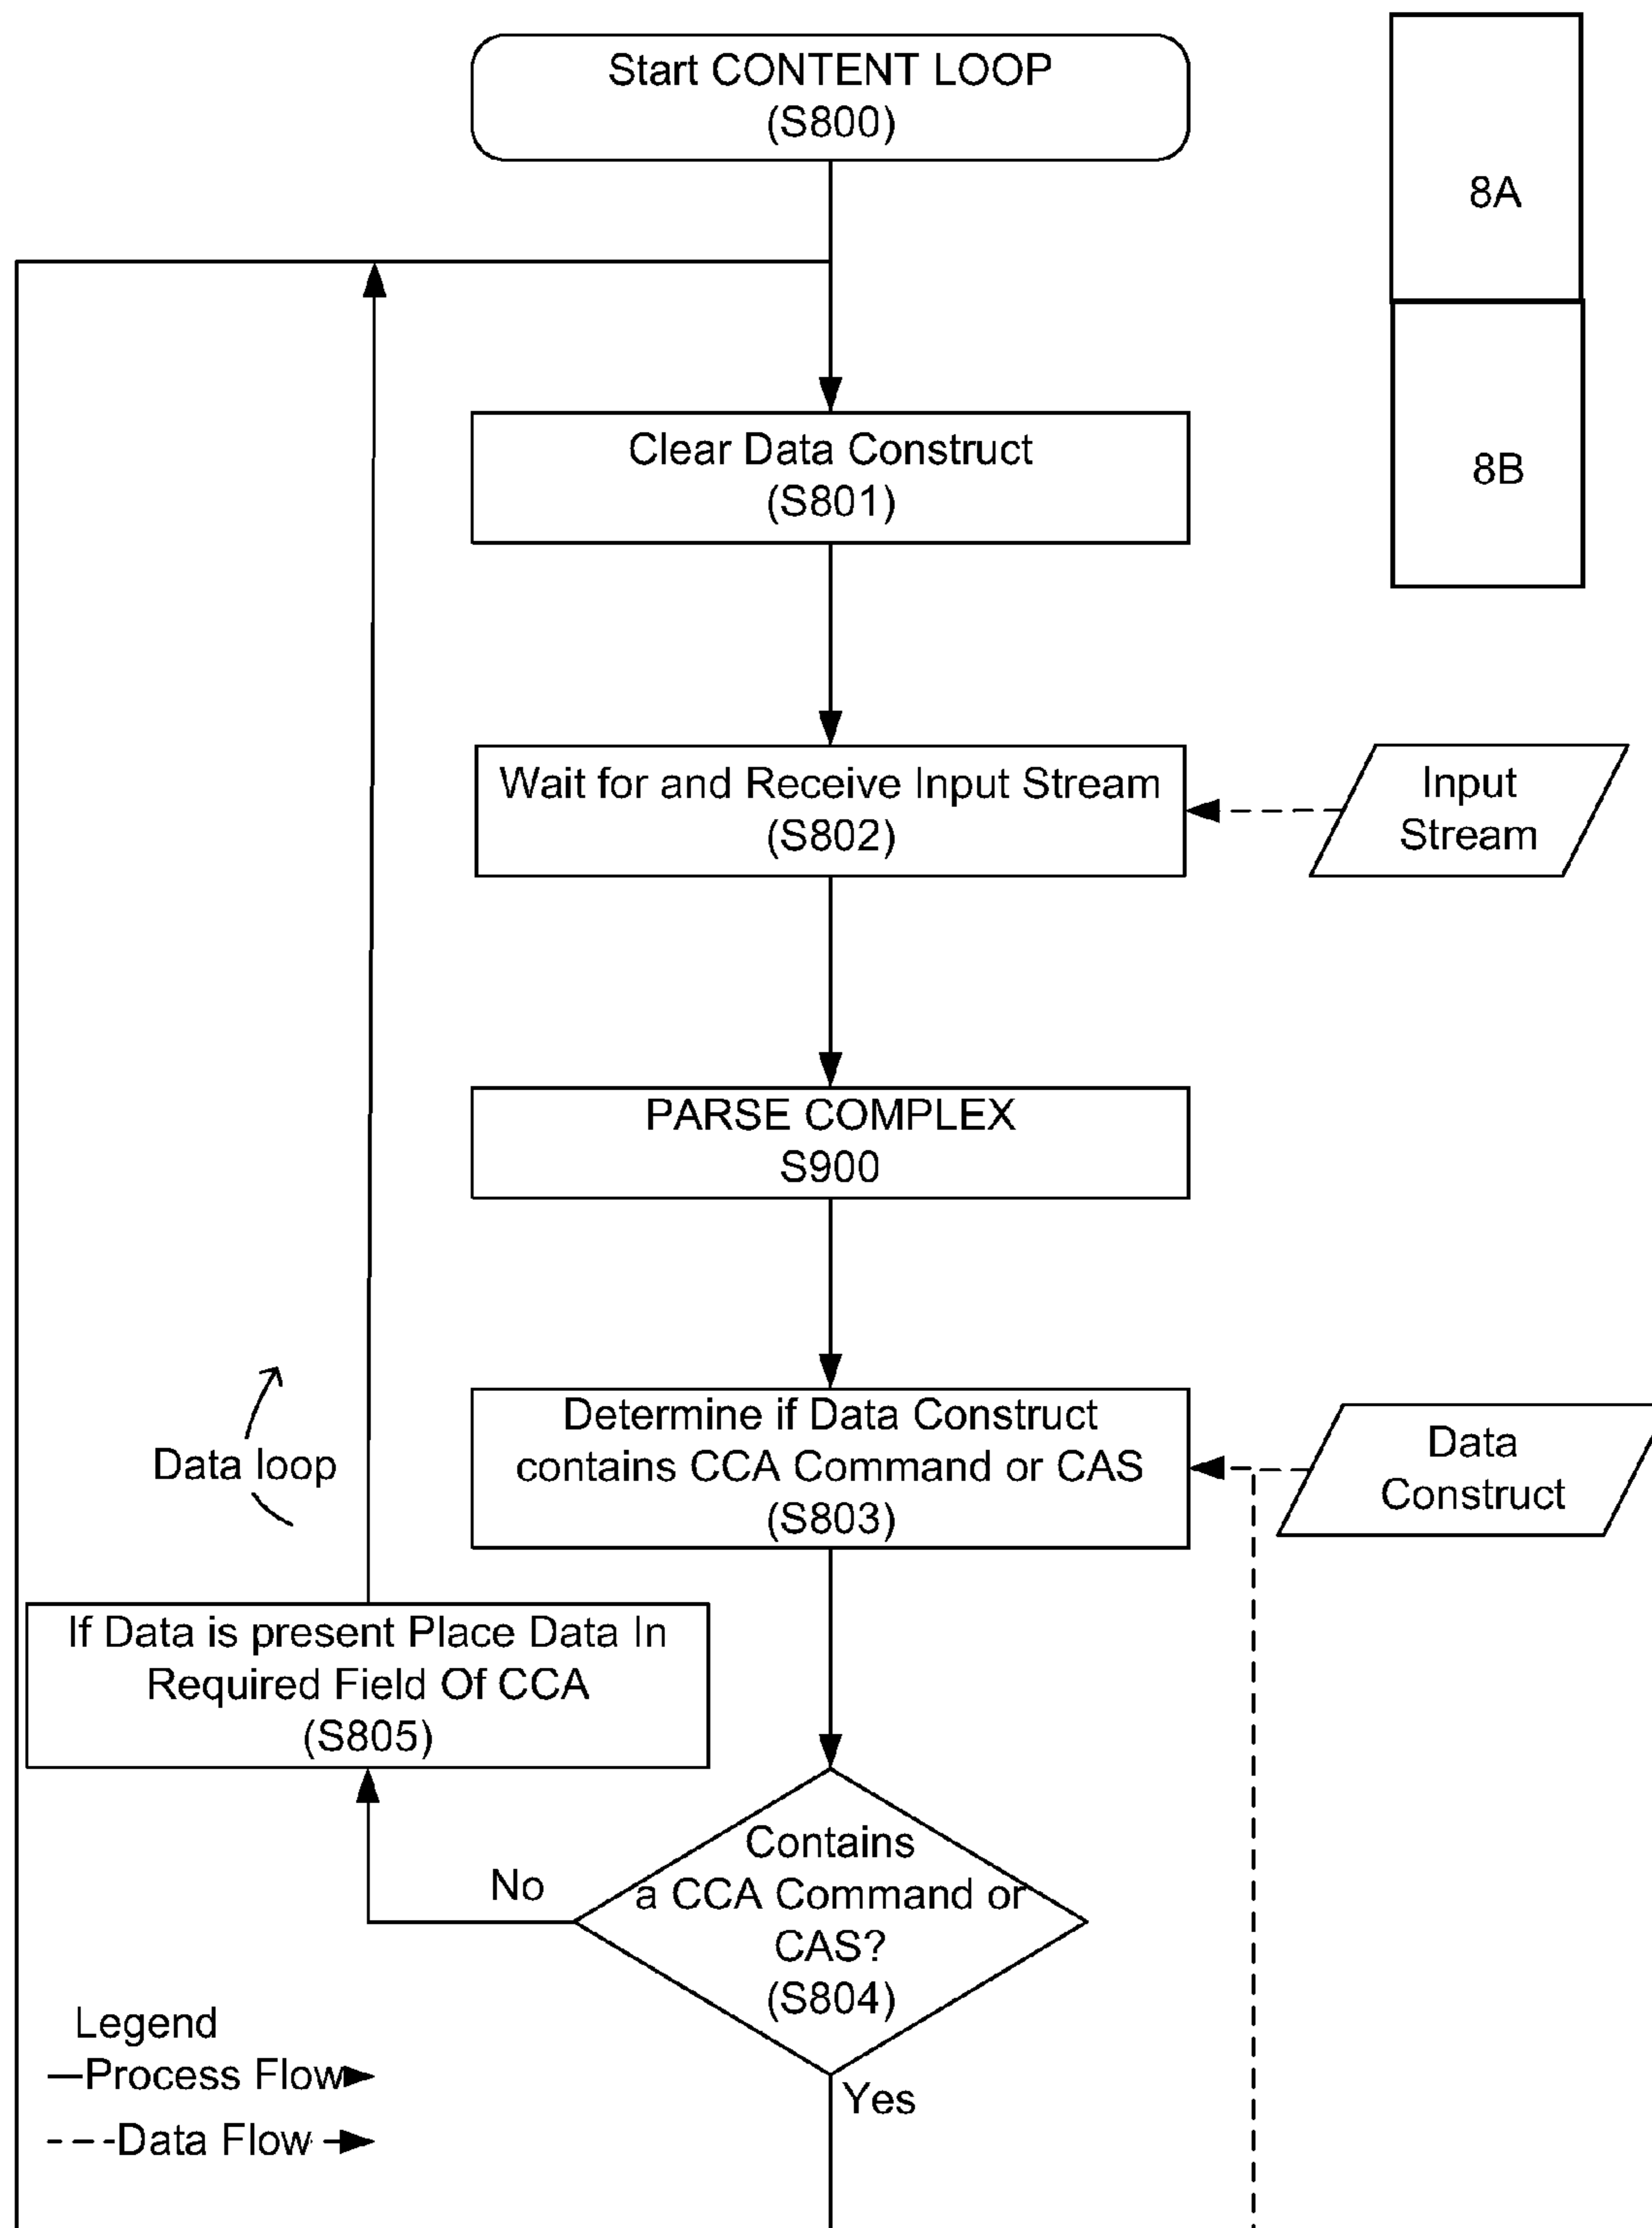 Start CONTENT LOOP
(S800)
8A
Clear Data Construct
(S801)
8B
Wait for and Receive Input Stream
(S802)
Input
Stream
PARSE COMPLEX
S900
Determine if Data Construct
contains CCA Command or CAS
(S803)
Data
Construct
Data loop
If Data is present Place Data In
Required Field Of CCA
(S805)
Contains
a CCA Command or
CAS?
(S804)
No
Yes
Legend
Process Flow
Data Flow